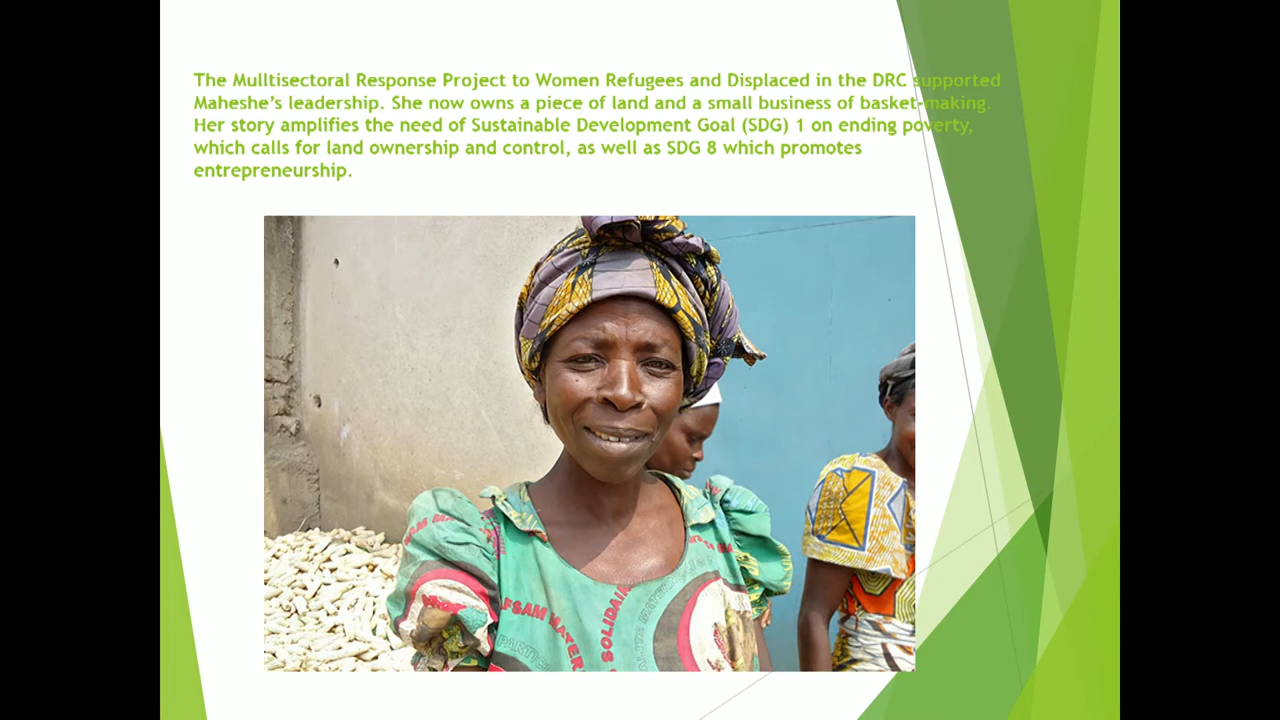 The Mulltisectoral Response Project to Women Refugees and Displaced in the DRC supported
Maheshe's leadership. She now owns a piece of land and a small business of basket-making.
Her story amplifies the need of Sustainable Development Goal (SDG) 1 on ending poverty,
which calls for land ownership and control, as well as SDG 8 which promotes
entrepreneurship.
SOLIDAI